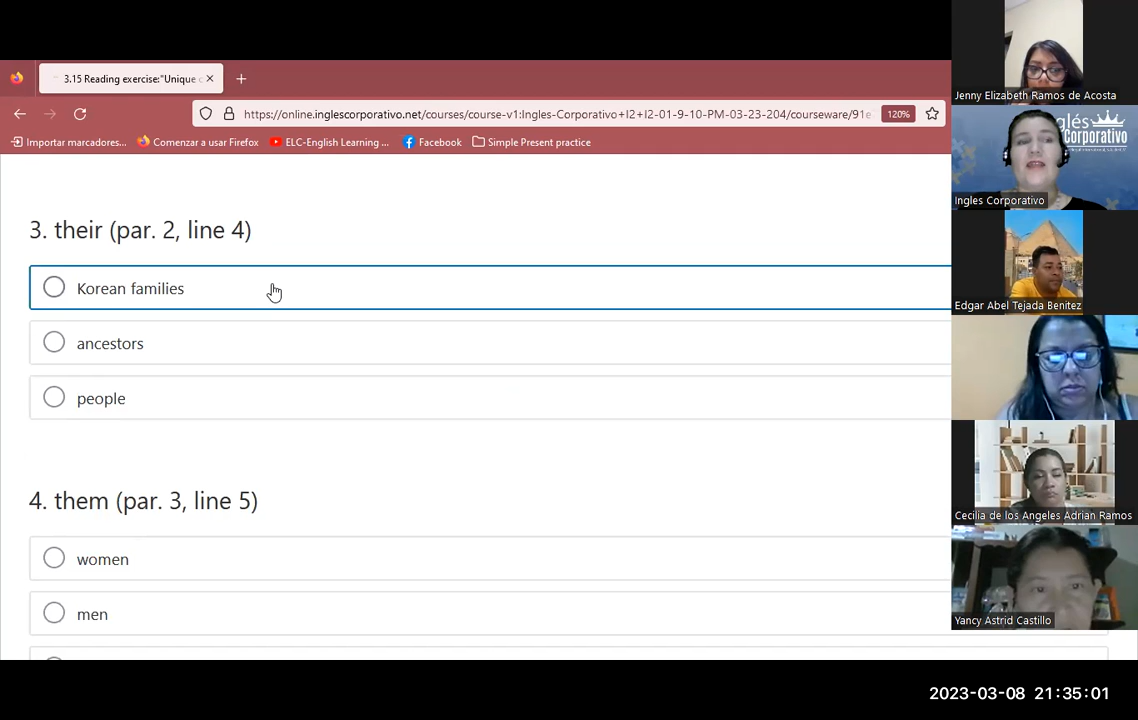 3.15 Reading exercise:"Unique c
https://online.inglescorporativo.net/courses/course-v1:Ingles-Corporativo+I2+I2-01-9-10-PM-03-23-204/courseware/91e
120%
Importar marcadores...
Comenzar a usar Firefox
ELC-English Learning ...
Facebook
Simple Present practice
3. their (par. 2, line 4)
Korean families
ancestors
people
4. them (par. 3, line 5)
women
men
Jenny Elizabeth Ramos de Acosta
glés
Corporativo
Ingles Corporativo
Edgar Abel Tejada Benitez
Cecilia de los Angeles Adrian Ramos
Yancy Astrid Castillo
2023-03-08 21:35:01